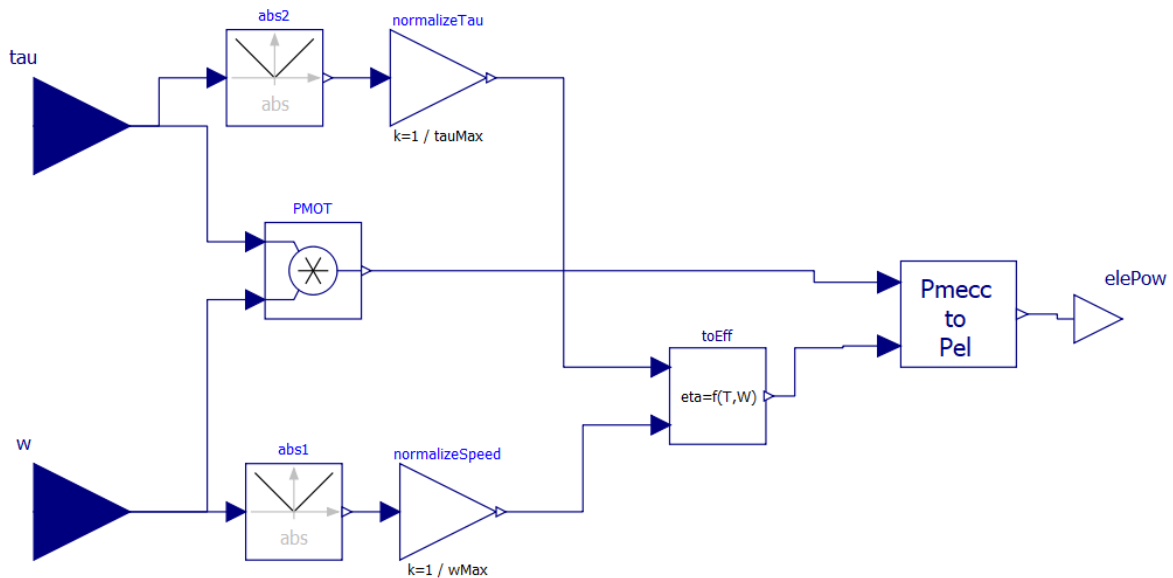 abs2
normalizeTau
tau
abs
k=1 / tauMax
PMOT
Pmecc
to
Pel
elePow
toEff
eta=f(T,W)
w
abs1
normalizeSpeed
abs
k=1 / wMax